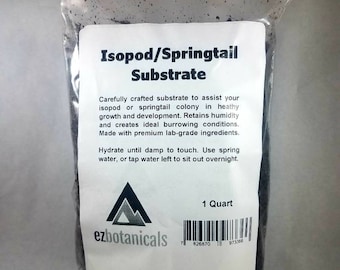 Isopod/Springtail
Substrate
Carefully crafted substrate to assist your
isopod or springtail colony in heathy
growth and development. Retains humidity
and creates ideal burrowing conditions.
Made with premium lab-grade ingredients.
Hydrate until damp to touch. Use spring
water, or tap water left to sit out overnight.
1 Quart
ezbotanicals